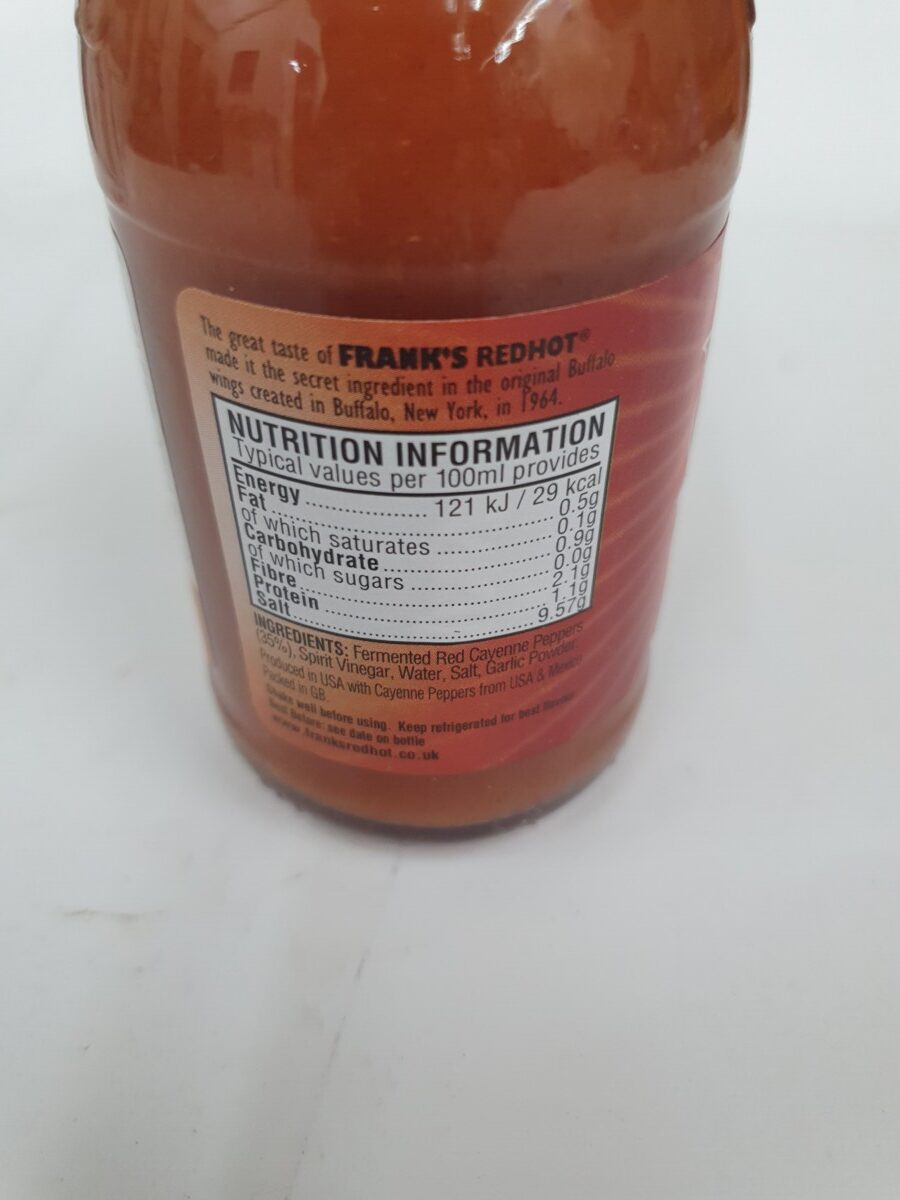 The great taste of FRANK'S REDHOT®
made it the secret ingredient in the original Buffalo
wings created in Buffalo, New York, in 1964.
NUTRITION INFORMATION
Typical values per 100ml provides
Energy ........................ 121 kJ / 29 kcal
Fat ........................ 0.5g
of which saturates ........................ 0.1g
Carbohydrate ........................ 0.9g
of which sugars ........................ 0.0g
Fibre ........................ 2.1g
Protein ........................ 1.1g
Salt ........................ 9.57g
INGREDIENTS: Fermented Red Cayenne Peppers
(35%), Spirit Vinegar, Water, Salt, Garlic Powder.
Produced in USA with Cayenne Peppers from USA & Mexico
Packed in GB
Shake well before using. Keep refrigerated for best flavour
Best Before: see date on bottle
www.franksredhot.co.uk